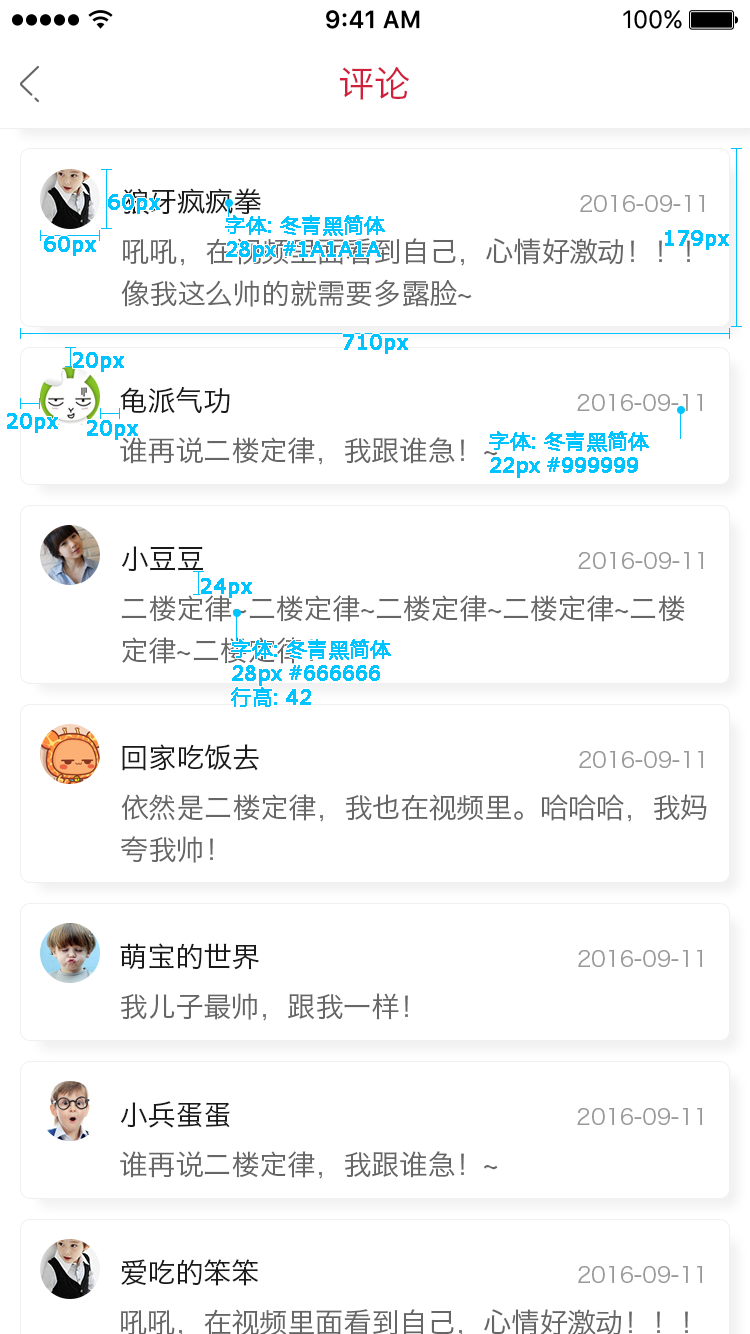 9:41 AM 100%
评论
60px
狼牙疯疯拳 2016-09-11
字体: 冬青黑简体
60px
28px #1A1A1A
179px
吼吼，在视频里面看到自己，心情好激动！！！
像我这么帅的就需要多露脸~
710px
20px
龟派气功 2016-09-11
20px
20px
字体: 冬青黑简体
22px #999999
谁再说二楼定律，我跟谁急！~
小豆豆 2016-09-11
24px
二楼定律~二楼定律~二楼定律~二楼定律~二楼
定律~二楼定律
字体: 冬青黑简体
28px #666666
行高: 42
回家吃饭去 2016-09-11
依然是二楼定律，我也在视频里。哈哈哈，我妈
夸我帅！
萌宝的世界 2016-09-11
我儿子最帅，跟我一样！
小兵蛋蛋 2016-09-11
谁再说二楼定律，我跟谁急！~
爱吃的笨笨 2016-09-11
吼吼，在视频里面看到自己，心情好激动！！！